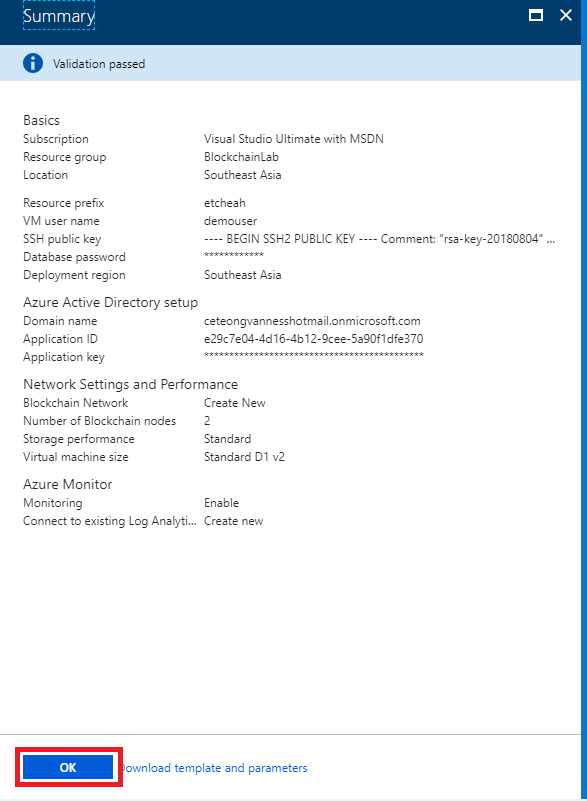 Summary
Validation passed
Basics
Subscription Visual Studio Ultimate with MSDN
Resource group BlockchainLab
Location Southeast Asia
Resource prefix etcheah
VM user name demouser
SSH public key ---- BEGIN SSH2 PUBLIC KEY ---- Comment: "rsa-key-20180804" ...
Database password ************
Deployment region Southeast Asia
Azure Active Directory setup
Domain name ceteongvannesshotmail.onmicrosoft.com
Application ID e29c7e04-4d16-4b12-9cee-5a90f1dfe370
Application key ********************************************
Network Settings and Performance
Blockchain Network Create New
Number of Blockchain nodes 2
Storage performance Standard
Virtual machine size Standard D1 v2
Azure Monitor
Monitoring Enable
Connect to existing Log Analyti... Create new
OK Download template and parameters